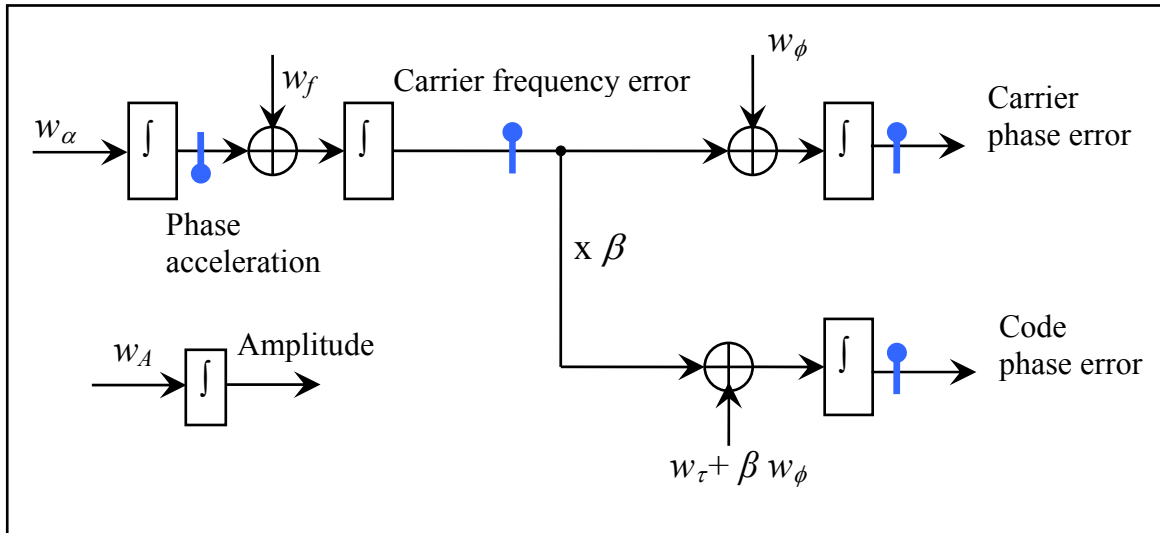 w_ϕ
w_f
Carrier frequency error
Carrier
phase error
w_α
∫
∫
∫
Phase
acceleration
x β
w_A
∫
Amplitude
∫
Code
phase error
w_τ + β w_ϕ